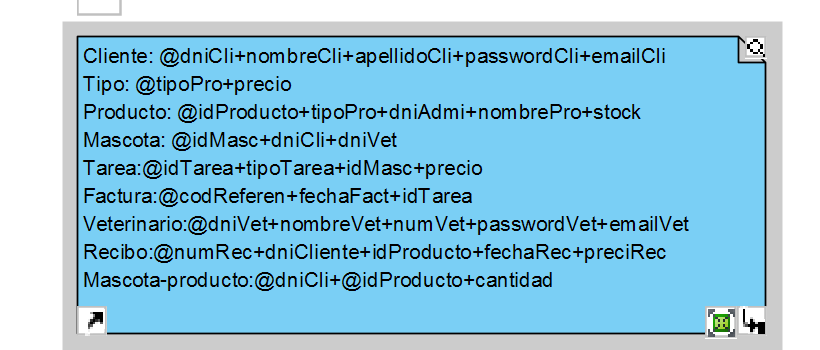 Cliente: @dniCli+nombreCli+apellidoCli+passwordCli+emailCli
Tipo: @tipoPro+precio
Producto: @idProducto+tipoPro+dniAdmi+nombrePro+stock
Mascota: @idMasc+dniCli+dniVet
Tarea:@idTarea+tipoTarea+idMasc+precio
Factura:@codReferen+fechaFact+idTarea
Veterinario:@dniVet+nombreVet+numVet+passwordVet+emailVet
Recibo:@numRec+dniCliente+idProducto+fechaRec+preciRec
Mascota-producto:@dniCli+@idProducto+cantidad